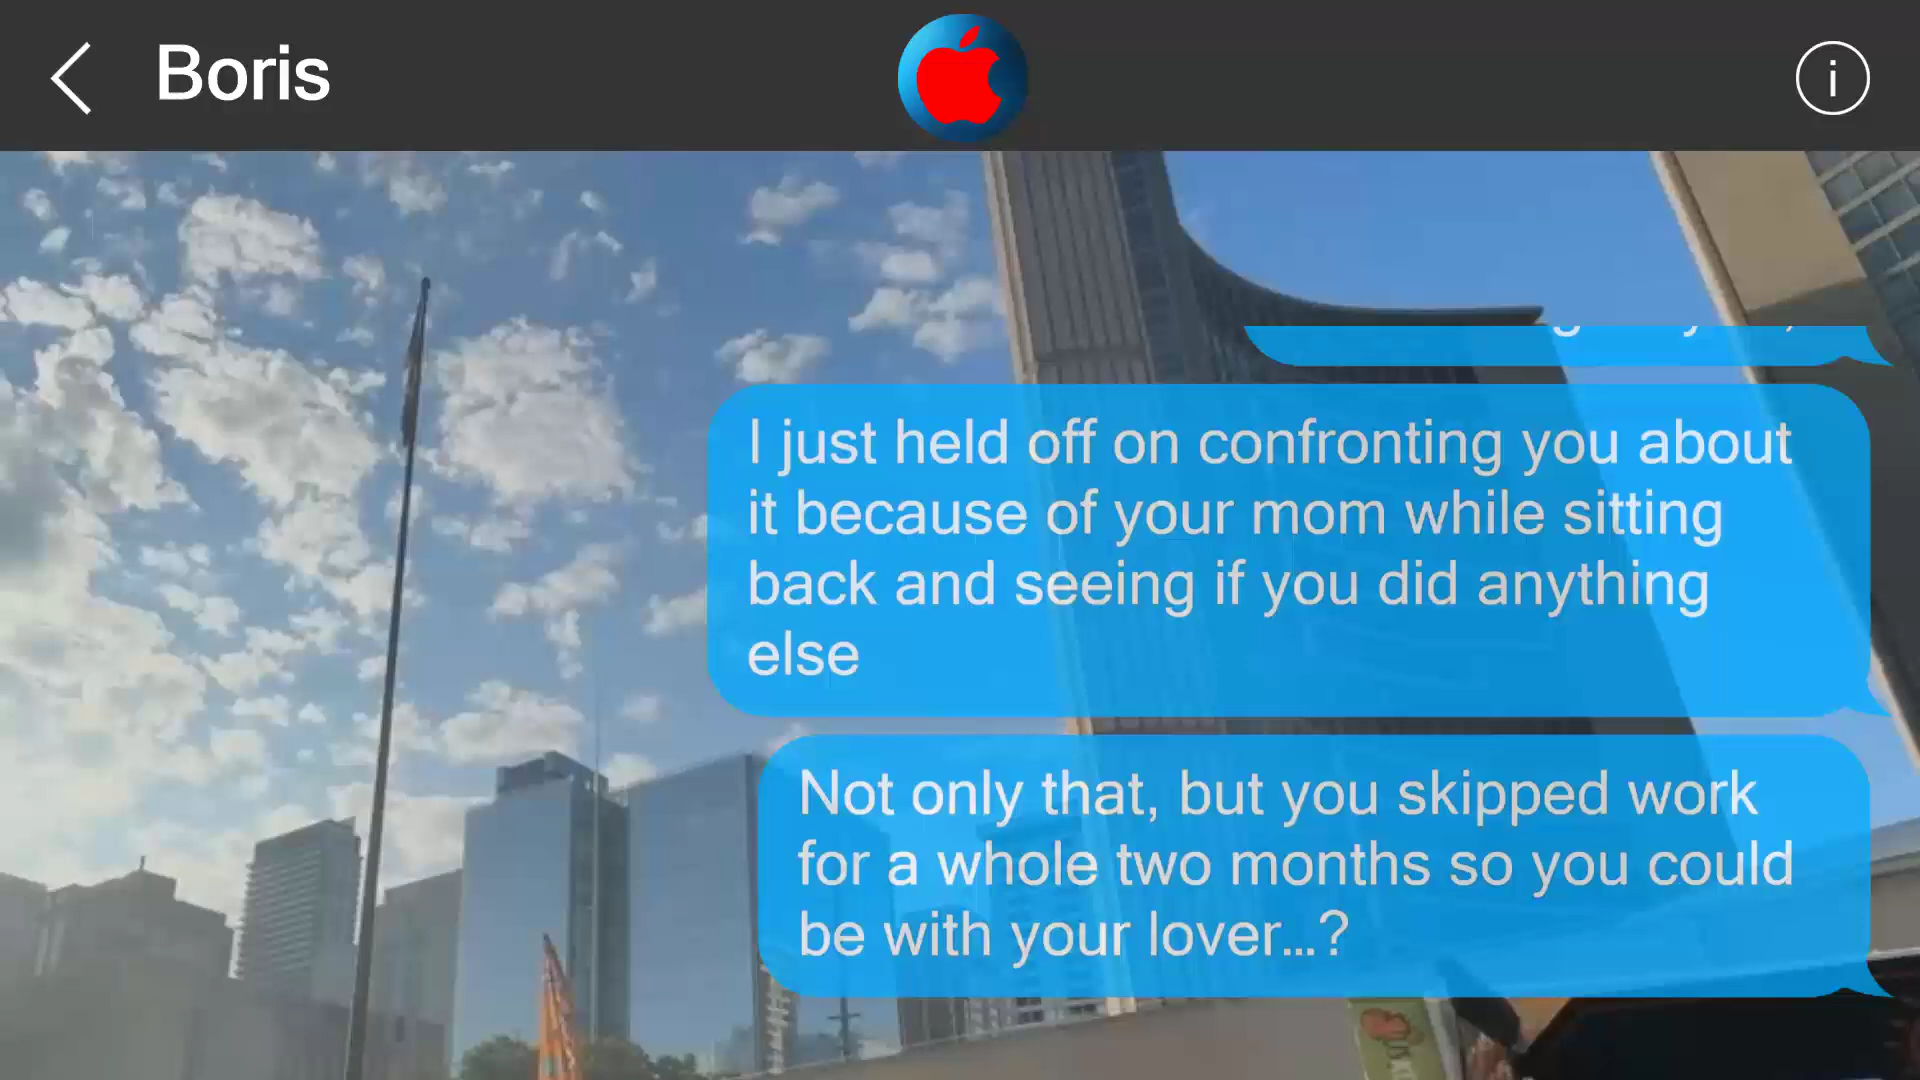 Boris
i
I just held off on confronting you about
it because of your mom while sitting
back and seeing if you did anything
else
Not only that, but you skipped work
for a whole two months so you could
be with your lover...?